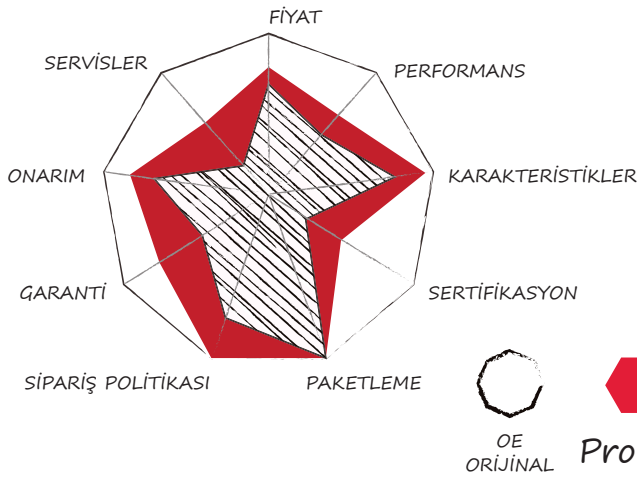 FİYAT
SERVİSLER
PERFORMANS
ONARIM
KARAKTERİSTİKLER
GARANTİ
SERTİFİKASYON
SİPARİŞ POLİTİKASI
PAKETLEME
OE
ORİJİNAL
Pro